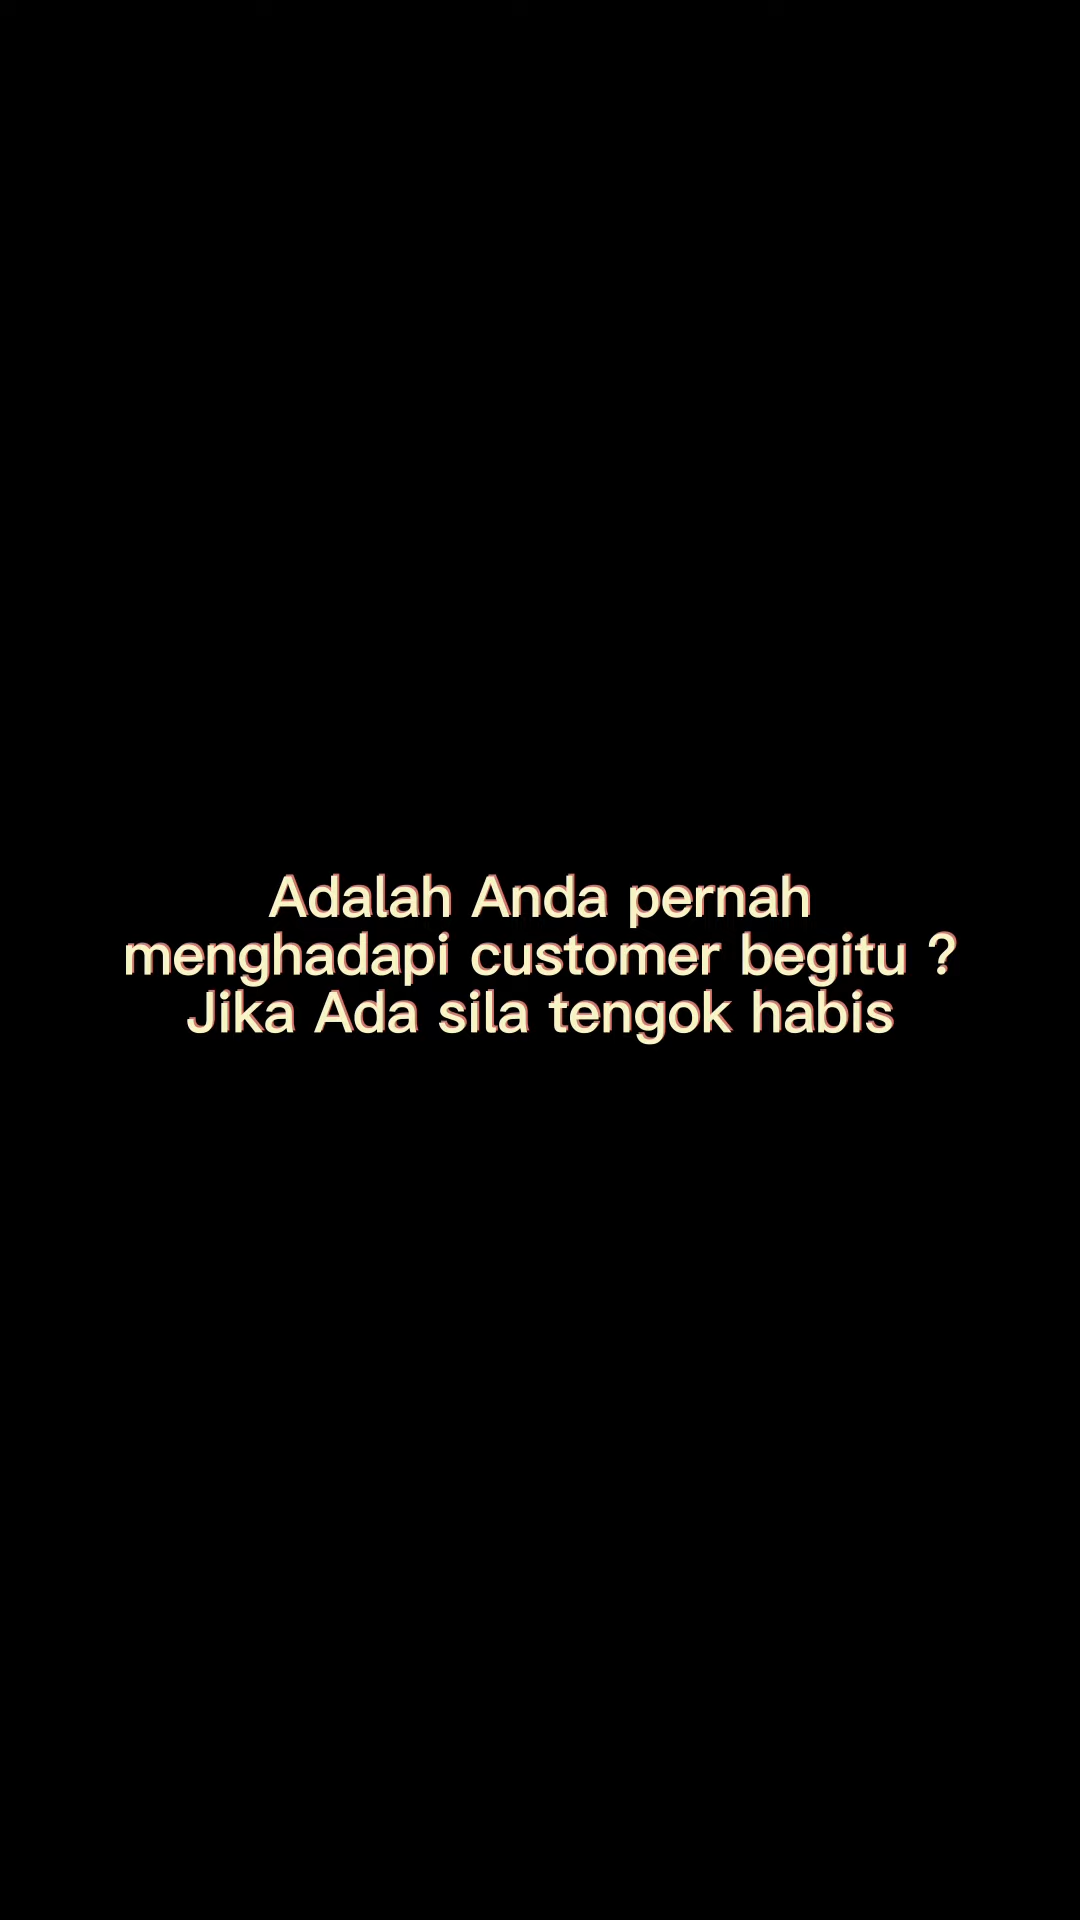 Adalah Anda pernah
menghadapi customer begitu ?
Jika Ada sila tengok habis